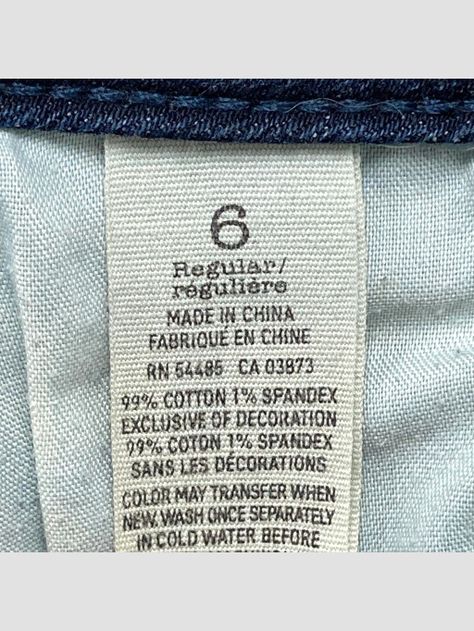 6
Regular/
régulière
MADE IN CHINA
FABRIQUÉ EN CHINE
RN 54485 CA 03873
99% COTTON 1% SPANDEX
EXCLUSIVE OF DECORATION
99% COTON 1% SPANDEX
SANS LES DÉCORATIONS
COLOR MAY TRANSFER WHEN
NEW. WASH ONCE SEPARATELY
IN COLD WATER BEFORE